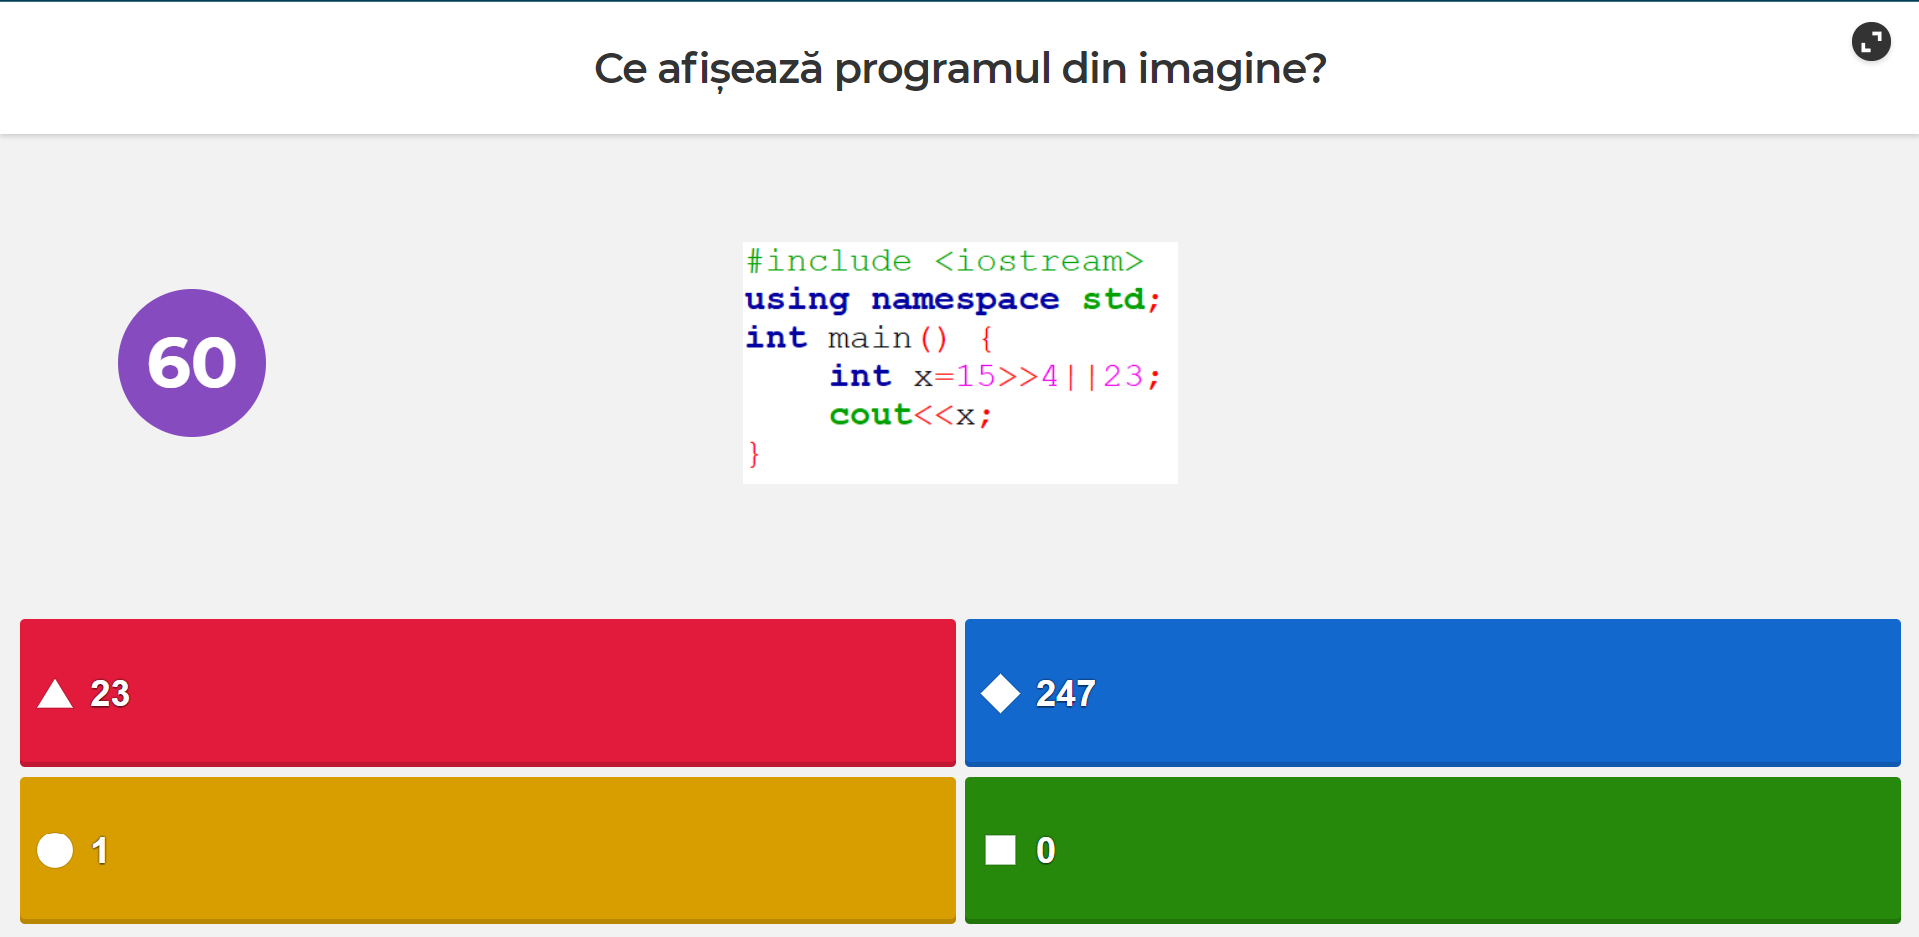 Ce afișează programul din imagine?
60
#include <iostream>
using namespace std;
int main() {
int x=15>>4||23;
cout<<x;
}
23
247
1
0